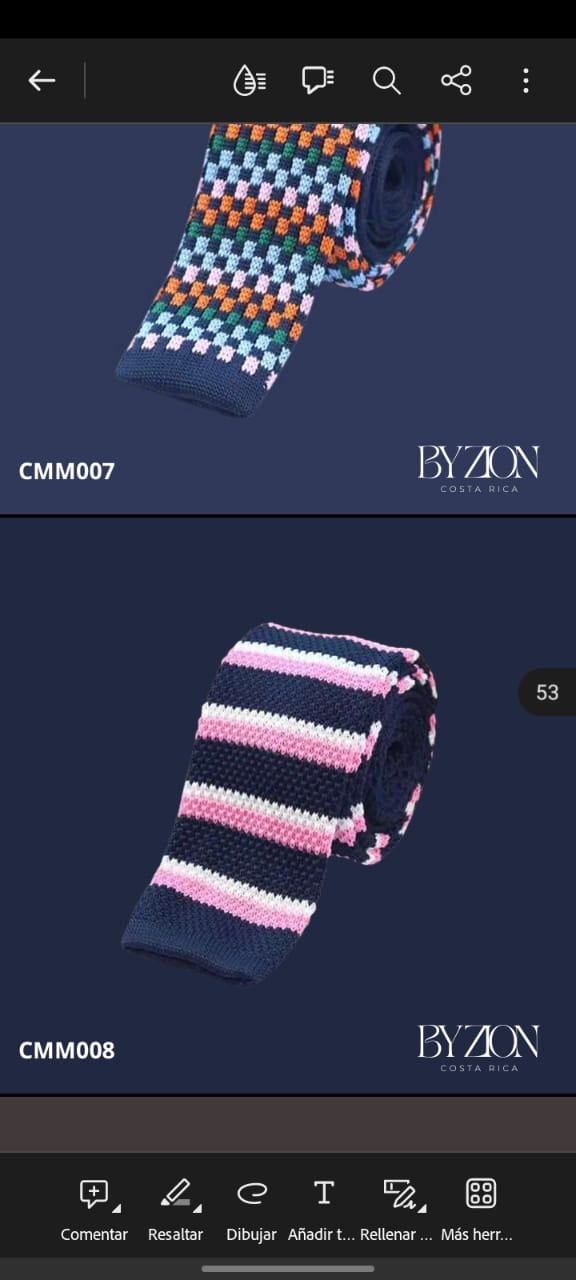 CMM007
BYZION
COSTA RICA
53
CMM008
BYZION
COSTA RICA
Comentar
Resaltar
Dibujar
Añadir t...
Rellenar ...
Más herr...